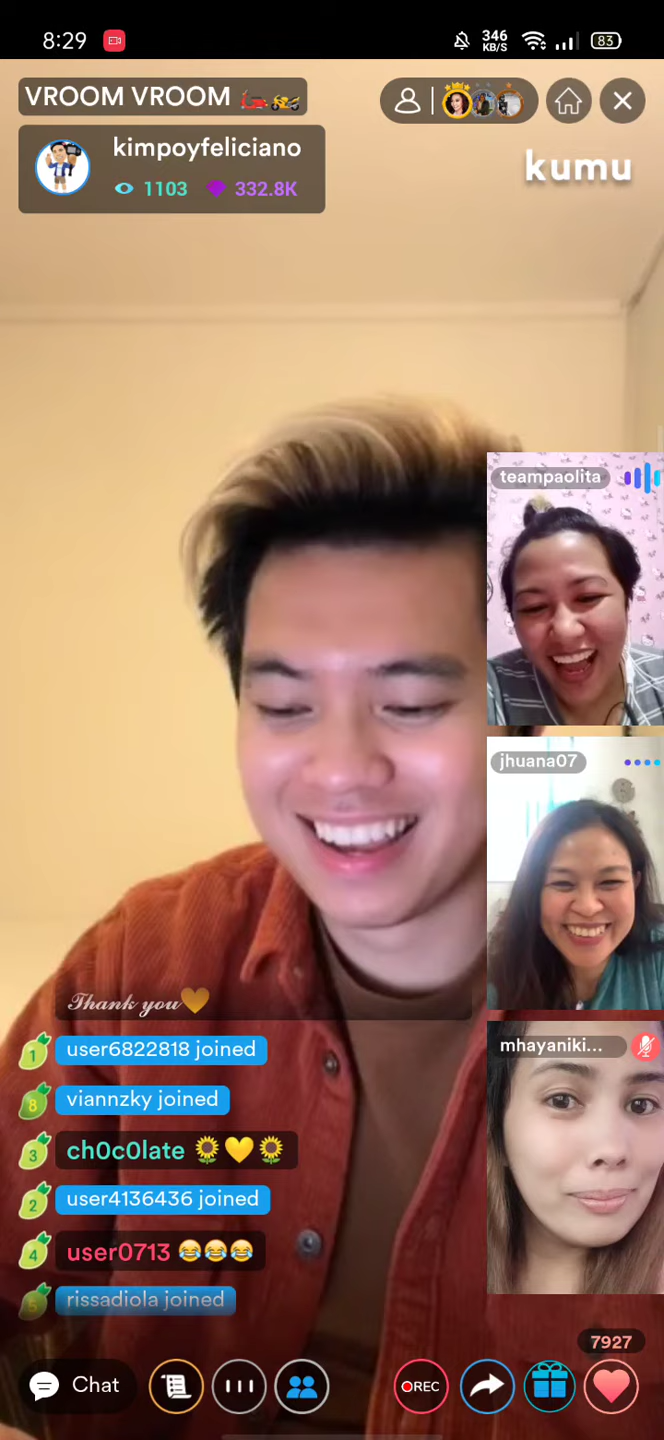 8:29
346
KB/S
83
VROOM VROOM 🛵🏍️
kimpoyfeliciano
1103 332.8K
kumu
teampaolita
jhuana07
mhayaniki...
Thank you🧡
1 user6822818 joined
8 viannzky joined
3 ch0c0late 🌻💛🌻
2 user4136436 joined
4 user0713 😂😂😂
5 rissadiola joined
7927
Chat
REC